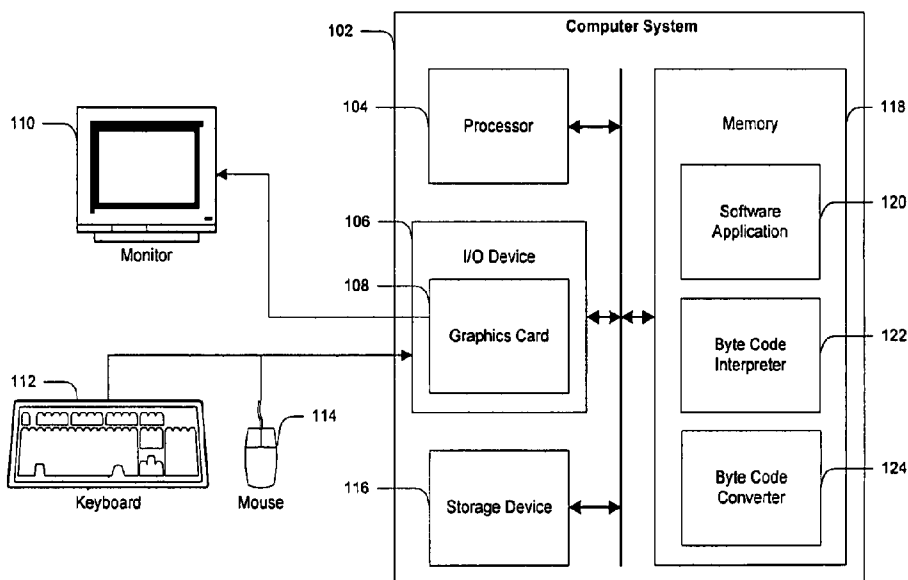 102
Computer System
110
104
Processor
Memory
118
Monitor
106
I/O Device
108
Graphics Card
Software
Application
120
Byte Code
Interpreter
122
112
Keyboard
114
Mouse
116
Storage Device
Byte Code
Converter
124